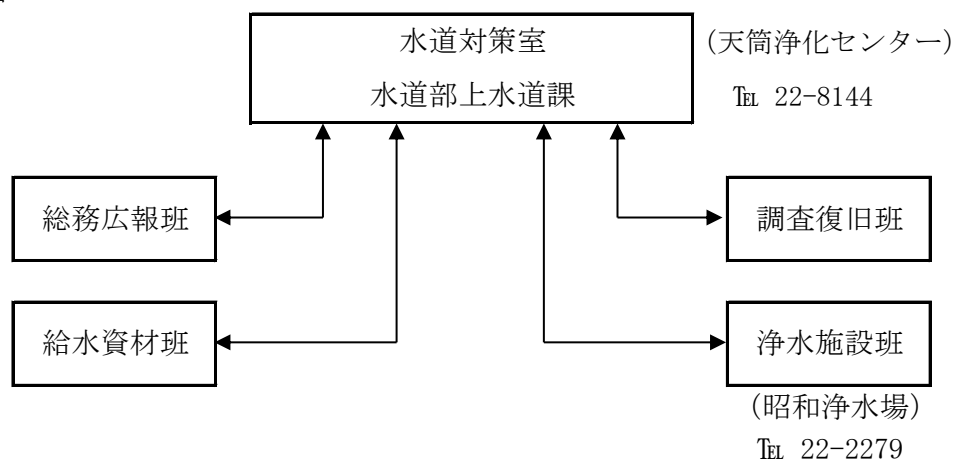 水道対策室
(天筒浄化センター)
水道部上水道課
℡ 22-8144
総務広報班
調査復旧班
給水資材班
浄水施設班
(昭和浄水場)
℡ 22-2279